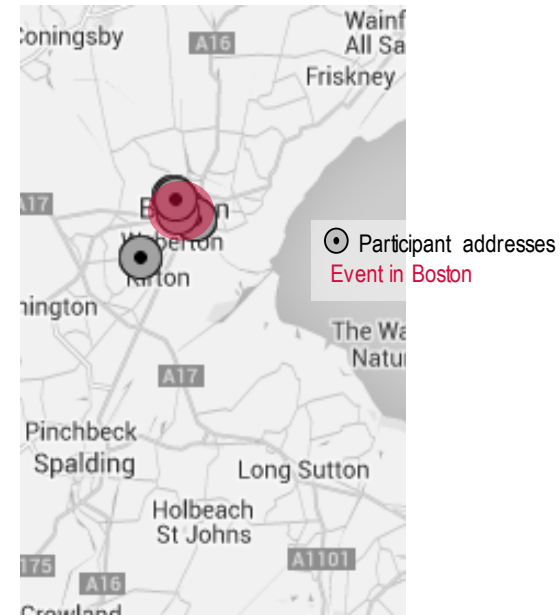 Coningsby
A16
Wainf
All Sa
Friskney
A17
Wyberton
Kirton
Participant addresses
Event in Boston
nington
The Wa
Natu
A17
Pinchbeck
Spalding
Long Sutton
Holbeach
St Johns
175
A1101
A16
Crowland